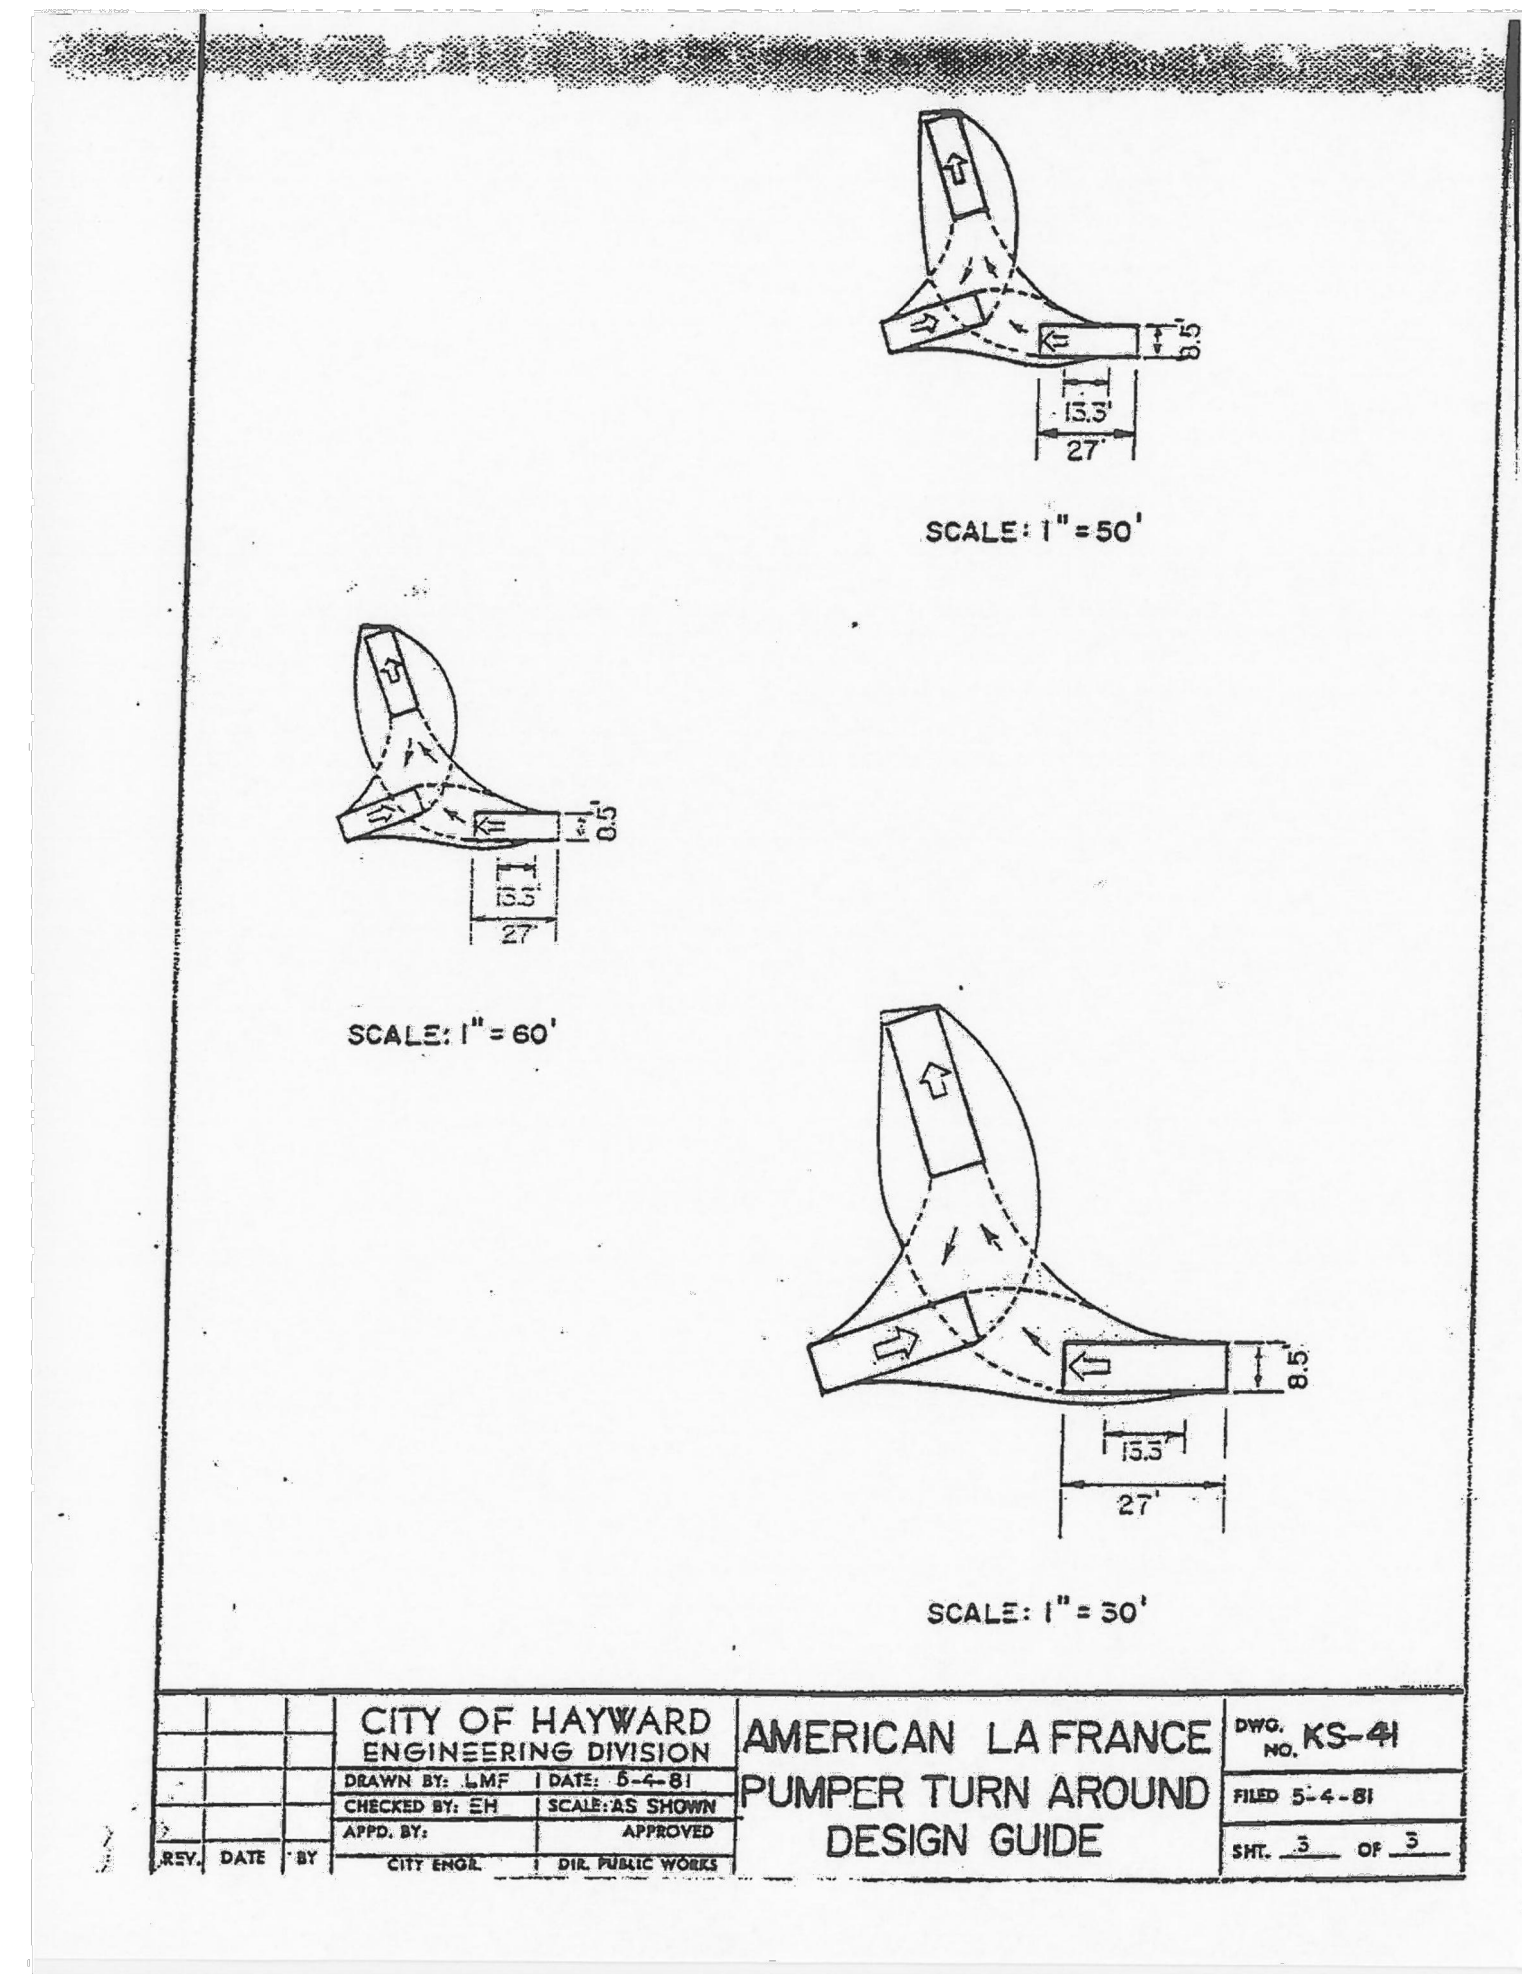 8.5'
13.3'
27'
SCALE: 1" = 50'
8.5'
13.3'
27'
SCALE: 1" = 60'
8.5'
13.3'
27'
SCALE: 1" = 30'
REV. DATE BY
CITY OF HAYWARD
ENGINEERING DIVISION
DRAWN BY: LMF DATE: 5-4-81
CHECKED BY: EH SCALE: AS SHOWN
APPD. BY: APPROVED
CITY ENGR. DIR. PUBLIC WORKS
AMERICAN LA FRANCE
PUMPER TURN AROUND
DESIGN GUIDE
DWG. NO. KS-41
FILED 5-4-81
SHT. 3 OF 3